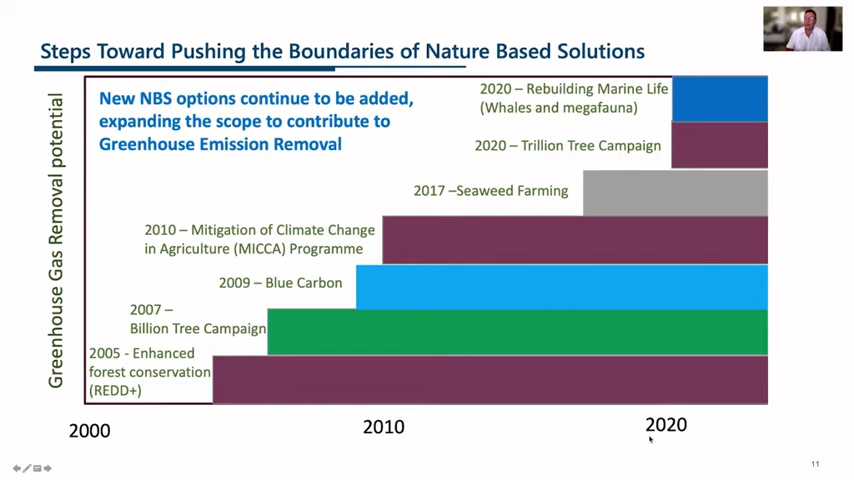 Steps Toward Pushing the Boundaries of Nature Based Solutions
Greenhouse Gas Removal potential
New NBS options continue to be added,
expanding the scope to contribute to
Greenhouse Emission Removal
2020 – Rebuilding Marine Life
(Whales and megafauna)
2020 – Trillion Tree Campaign
2017 –Seaweed Farming
2010 – Mitigation of Climate Change
in Agriculture (MICCA) Programme
2009 – Blue Carbon
2007 –
Billion Tree Campaign
2005 - Enhanced
forest conservation
(REDD+)
2000
2010
2020
11